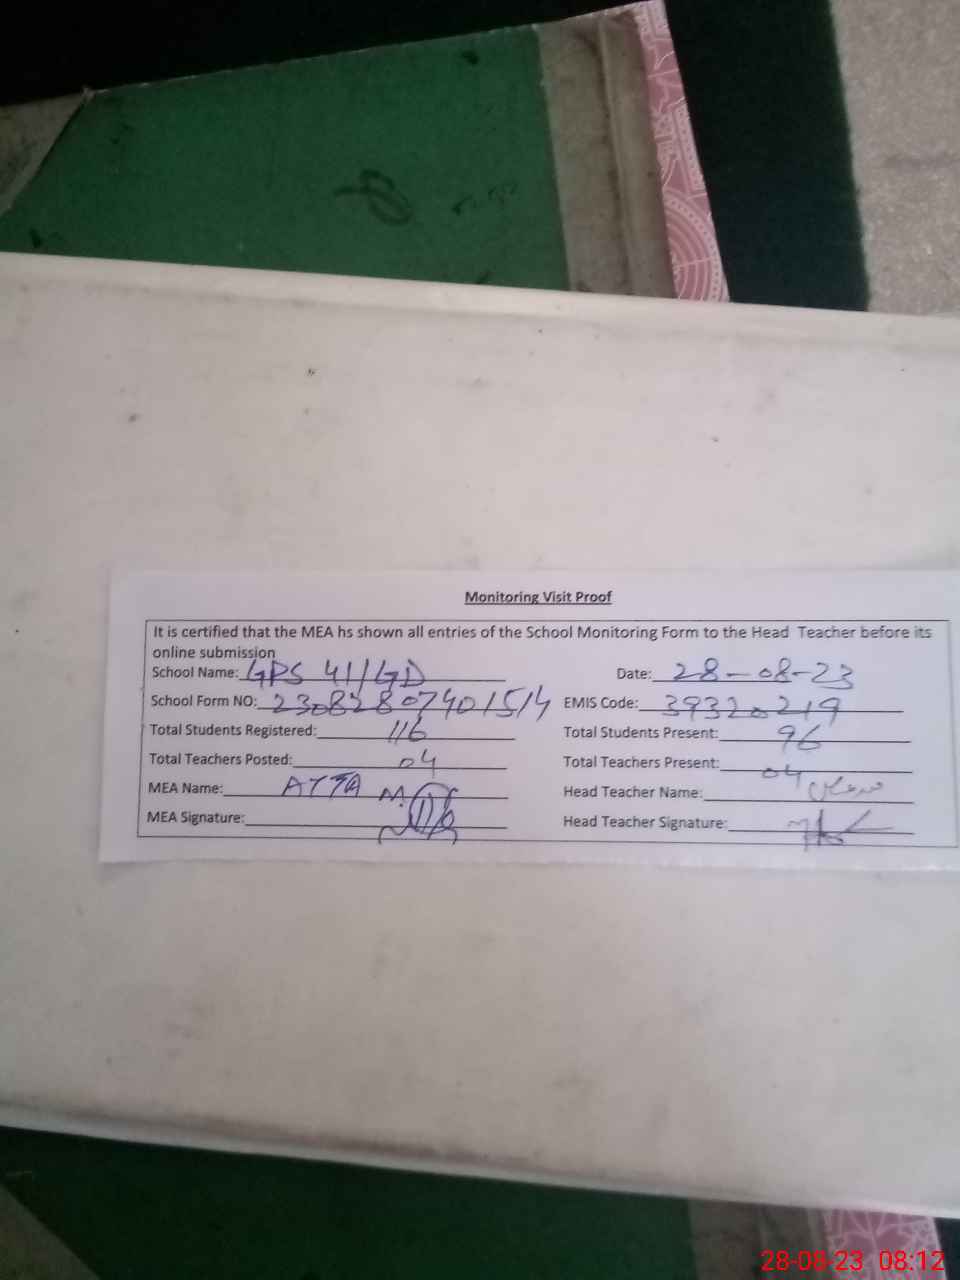 Monitoring Visit Proof
It is certified that the MEA hs shown all entries of the School Monitoring Form to the Head Teacher before its
online submission
School Name: GPS 41/GD Date: 28-08-23
School Form NO: 23082807401514 EMIS Code: 39320219
Total Students Registered: 116 Total Students Present: 96
Total Teachers Posted: 04 Total Teachers Present: 04
MEA Name: ATTA M. Head Teacher Name:
MEA Signature: Head Teacher Signature:
28-08-23 08:12